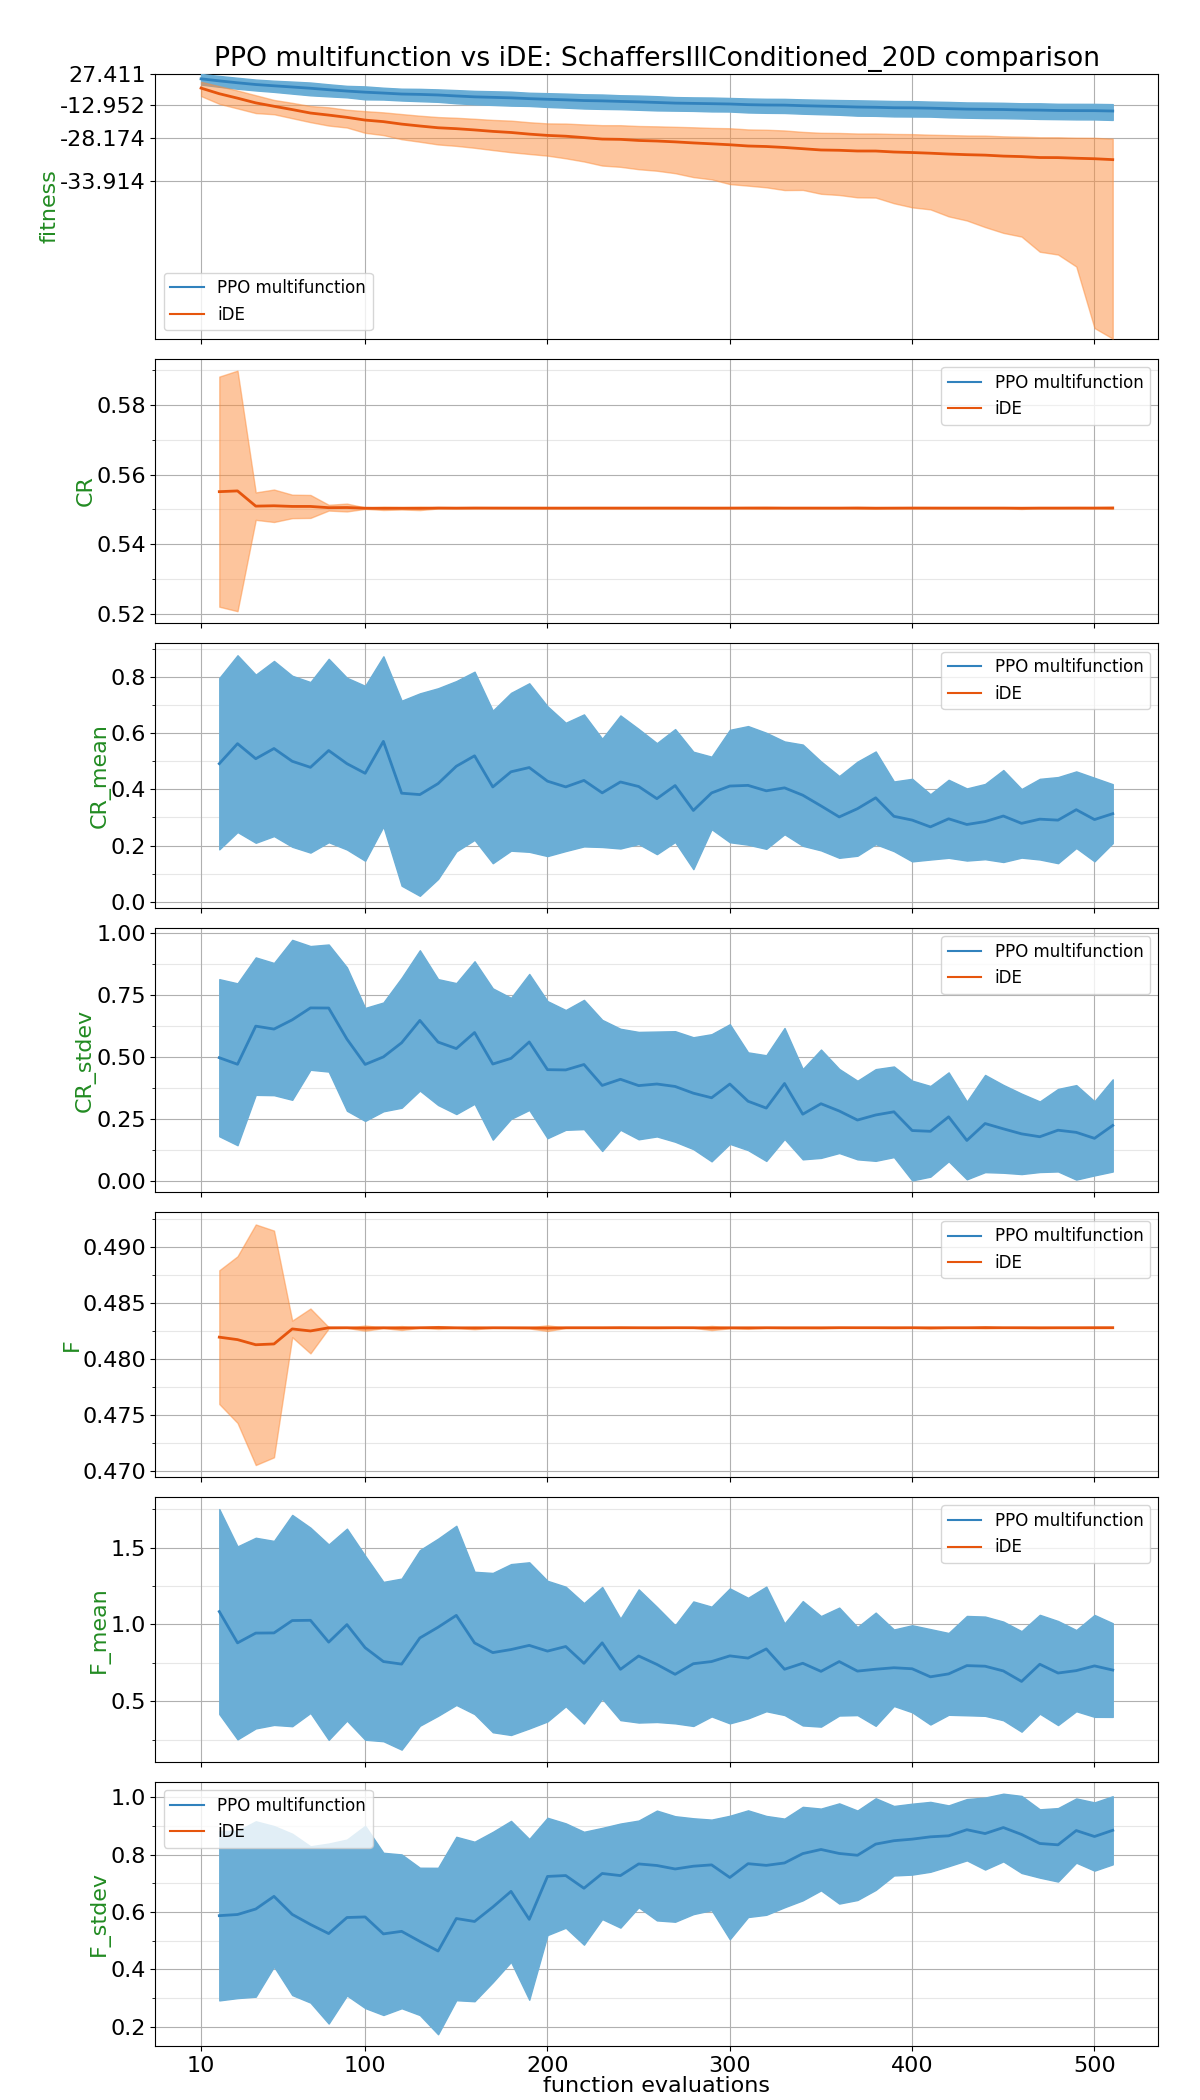 PPO multifunction vs iDE: SchaffersIllConditioned_20D comparison
27.411
-12.952
-28.174
-33.914
fitness
PPO multifunction
iDE
0.58
0.56
0.54
0.52
CR
PPO multifunction
iDE
0.8
0.6
0.4
0.2
0.0
CR_mean
PPO multifunction
iDE
1.00
0.75
0.50
0.25
0.00
CR_stdev
PPO multifunction
iDE
0.490
0.485
0.480
0.475
0.470
F
PPO multifunction
iDE
1.5
1.0
0.5
F_mean
PPO multifunction
iDE
1.0
0.8
0.6
0.4
0.2
F_stdev
PPO multifunction
iDE
10 100 200 300 400 500
function evaluations